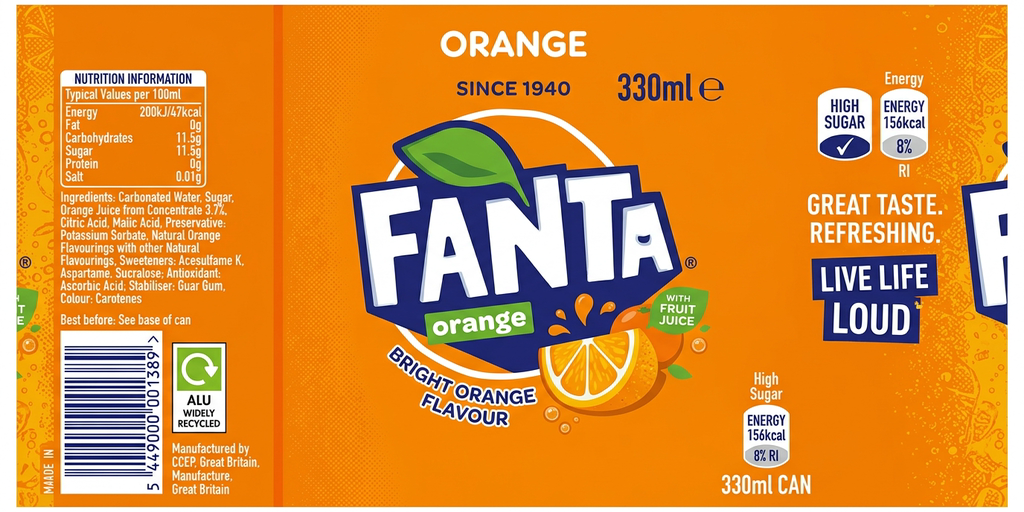 NUTRITION INFORMATION
Typical Values per 100ml
Energy 200kJ/47kcal
Fat 0g
Carbohydrates 11.5g
Sugar 11.5g
Protein 0g
Salt 0.01g
Ingredients: Carbonated Water, Sugar,
Orange Juice from Concentrate 3.7%,
Citric Acid, Malic Acid, Preservative:
Potassium Sorbate, Natural Orange
Flavourings with other Natural
Flavourings, Sweeteners: Acesulfame K,
Aspartame, Sucralose; Antioxidant:
Ascorbic Acid, Stabiliser: Guar Gum,
Colour: Carotenes
Best before: See base of can
5 449000 001389 >
MAADE IN
ALU
WIDELY
RECYCLED
Manufactured by
CCEP, Great Britain,
Manufacture,
Great Britain
®
ORANGE
SINCE 1940
330ml ℮
FANTA
®
orange
WITH
FRUIT
JUICE
BRIGHT ORANGE
FLAVOUR
Energy
HIGH
SUGAR
✓
ENERGY
156kcal
8%
RI
GREAT TASTE.
REFRESHING.
LIVE LIFE
LOUD
High
Sugar
ENERGY
156kcal
8% RI
330ml CAN